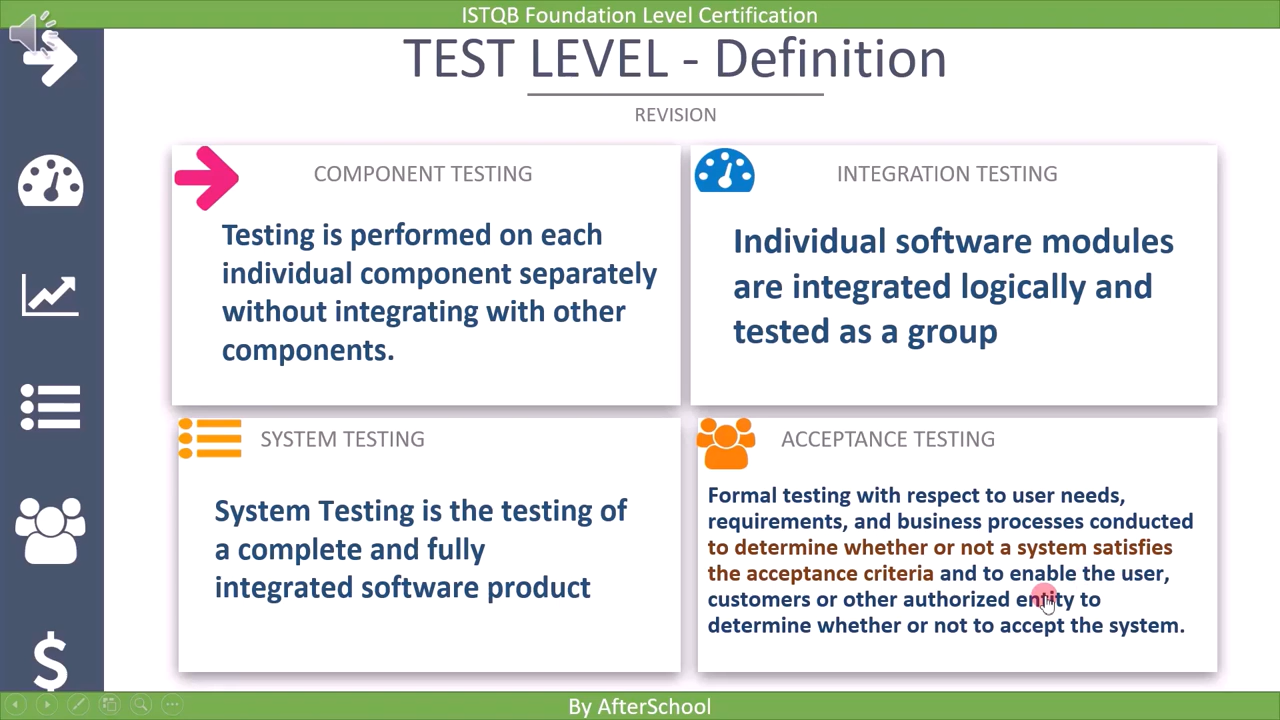 ISTQB Foundation Level Certification
TEST LEVEL - Definition
REVISION
COMPONENT TESTING
Testing is performed on each
individual component separately
without integrating with other
components.
INTEGRATION TESTING
Individual software modules
are integrated logically and
tested as a group
SYSTEM TESTING
System Testing is the testing of
a complete and fully
integrated software product
ACCEPTANCE TESTING
Formal testing with respect to user needs,
requirements, and business processes conducted
to determine whether or not a system satisfies
the acceptance criteria and to enable the user,
customers or other authorized entity to
determine whether or not to accept the system.
By AfterSchool